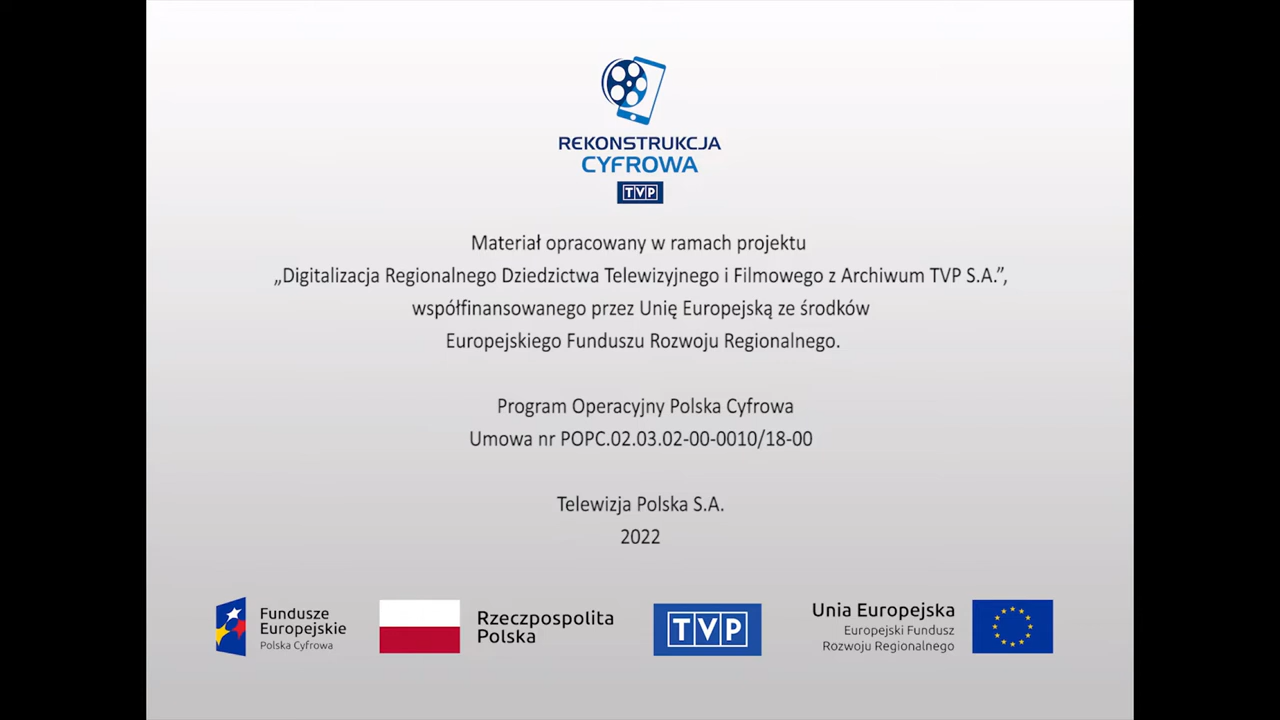 REKONSTRUKCJA
CYFROWA
TVP
Materiał opracowany w ramach projektu
„Digitalizacja Regionalnego Dziedzictwa Telewizyjnego i Filmowego z Archiwum TVP S.A.”,
współfinansowanego przez Unię Europejską ze środków
Europejskiego Funduszu Rozwoju Regionalnego.
Program Operacyjny Polska Cyfrowa
Umowa nr POPC.02.03.02-00-0010/18-00
Telewizja Polska S.A.
2022
Fundusze
Europejskie
Polska Cyfrowa
Rzeczpospolita
Polska
TVP
Unia Europejska
Europejski Fundusz
Rozwoju Regionalnego